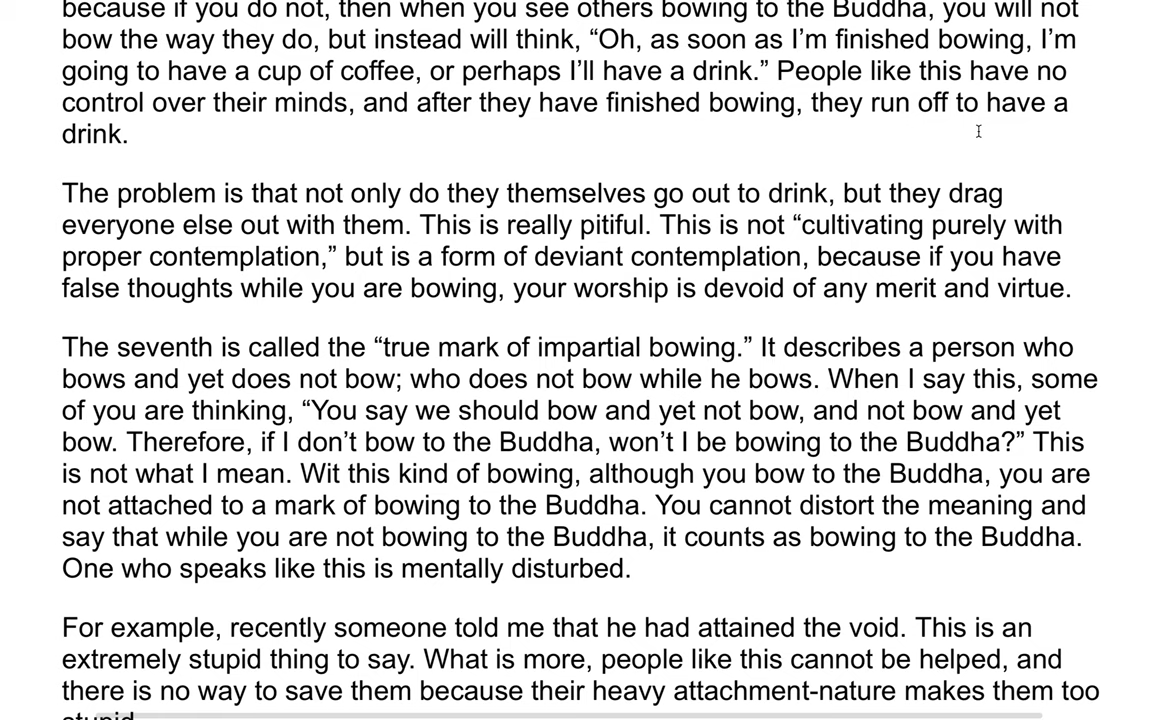 because if you do not, then when you see others bowing to the Buddha, you will not
bow the way they do, but instead will think, “Oh, as soon as I’m finished bowing, I’m
going to have a cup of coffee, or perhaps I’ll have a drink.” People like this have no
control over their minds, and after they have finished bowing, they run off to have a
drink.
The problem is that not only do they themselves go out to drink, but they drag
everyone else out with them. This is really pitiful. This is not “cultivating purely with
proper contemplation,” but is a form of deviant contemplation, because if you have
false thoughts while you are bowing, your worship is devoid of any merit and virtue.
The seventh is called the “true mark of impartial bowing.” It describes a person who
bows and yet does not bow; who does not bow while he bows. When I say this, some
of you are thinking, “You say we should bow and yet not bow, and not bow and yet
bow. Therefore, if I don’t bow to the Buddha, won’t I be bowing to the Buddha?” This
is not what I mean. Wit this kind of bowing, although you bow to the Buddha, you are
not attached to a mark of bowing to the Buddha. You cannot distort the meaning and
say that while you are not bowing to the Buddha, it counts as bowing to the Buddha.
One who speaks like this is mentally disturbed.
For example, recently someone told me that he had attained the void. This is an
extremely stupid thing to say. What is more, people like this cannot be helped, and
there is no way to save them because their heavy attachment-nature makes them too
stupid